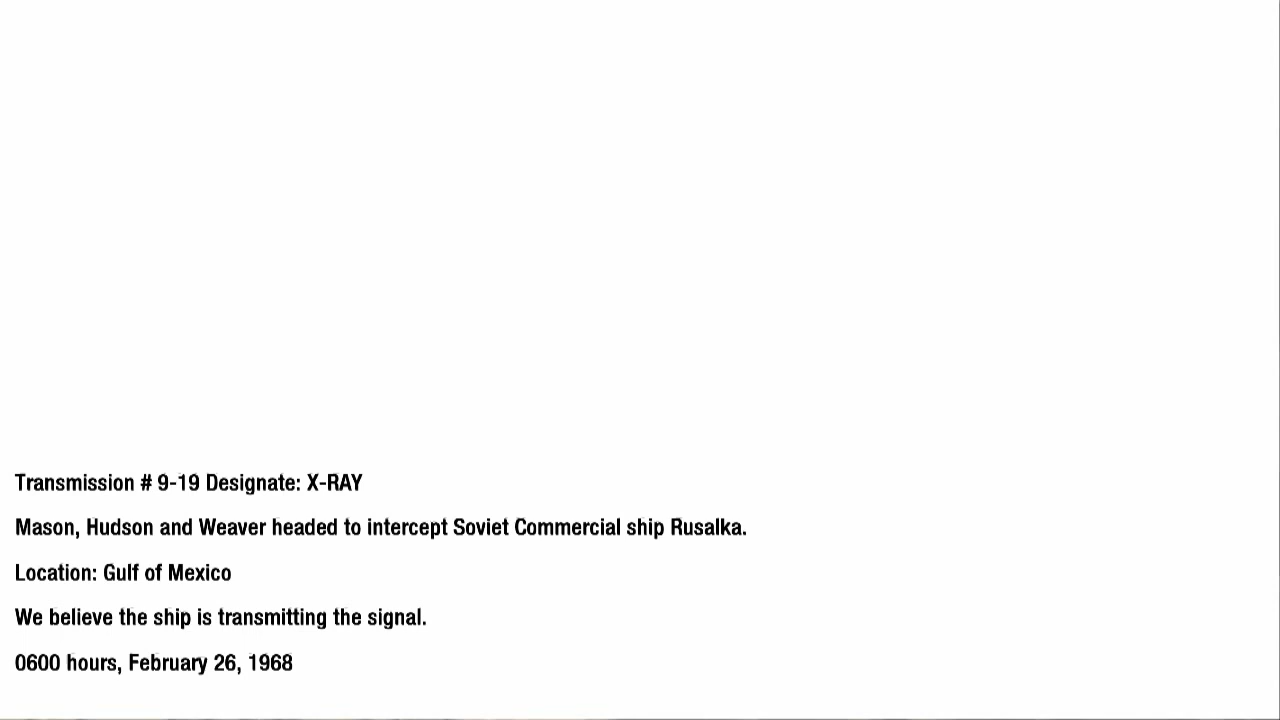 Transmission # 9-19 Designate: X-RAY
Mason, Hudson and Weaver headed to intercept Soviet Commercial ship Rusalka.
Location: Gulf of Mexico
We believe the ship is transmitting the signal.
0600 hours, February 26, 1968